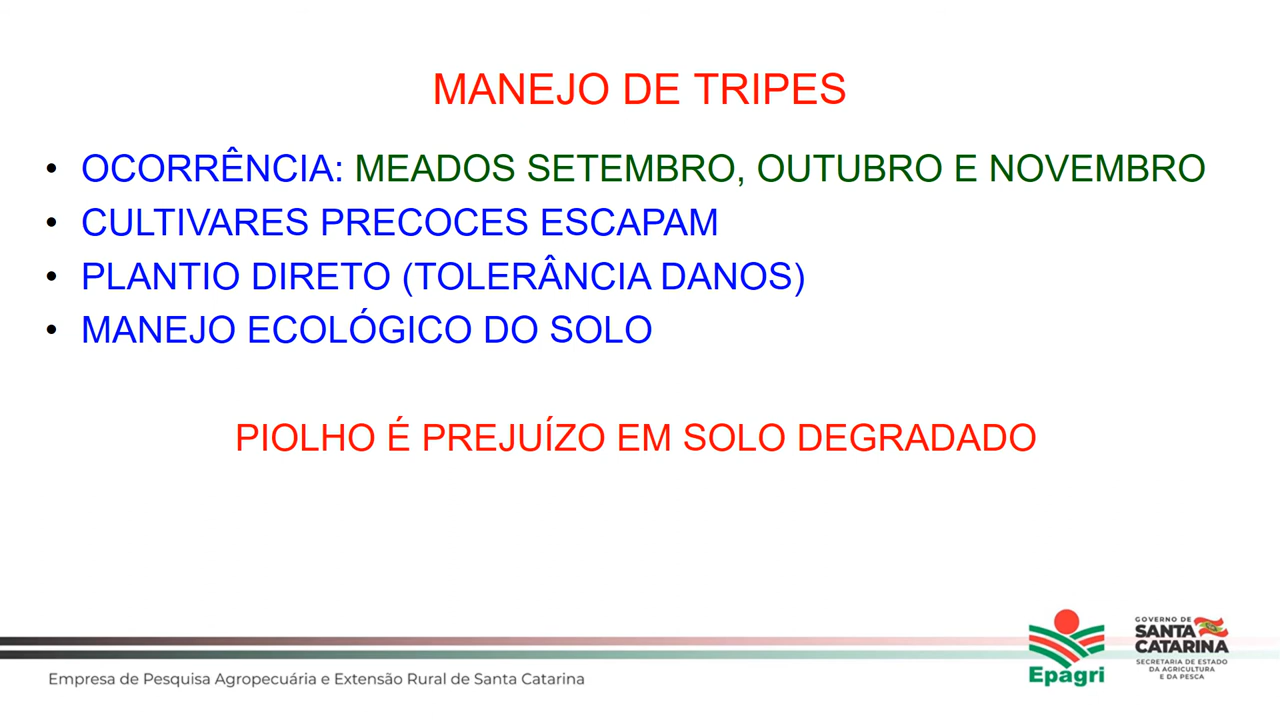 MANEJO DE TRIPES
• OCORRÊNCIA: MEADOS SETEMBRO, OUTUBRO E NOVEMBRO
• CULTIVARES PRECOCES ESCAPAM
• PLANTIO DIRETO (TOLERÂNCIA DANOS)
• MANEJO ECOLÓGICO DO SOLO
PIOLHO É PREJUÍZO EM SOLO DEGRADADO
Empresa de Pesquisa Agropecuária e Extensão Rural de Santa Catarina
Epagri
GOVERNO DE
SANTA
CATARINA
SECRETARIA DE ESTADO
DA AGRICULTURA
E DA PESCA